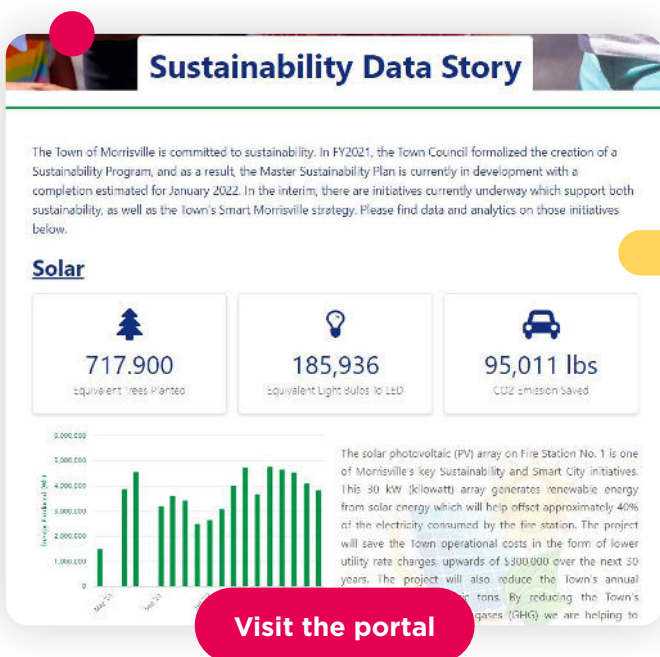 Sustainability Data Story
The Town of Morrisville is committed to sustainability. In FY2021, the Town Council formalized the creation of a
Sustainability Program, and as a result, the Master Sustainability Plan is currently in development with a
completion estimated for January 2022. In the interim, there are initiatives currently underway which support both
sustainability, as well as the Town's Smart Morrisville strategy. Please find data and analytics on those initiatives
below.
Solar
717.900
Equivalent Trees Planted
185,936
Equivalent Light Bulbs To LED
95,011 lbs
CO2 Emission Saved
6,000,000
5,000,000
4,000,000
3,000,000
2,000,000
1,000,000
0
Energy Produced (Wh)
May '21
Sep '21
The solar photovoltaic (PV) array on Fire Station No. 1 is one
of Morrisville's key Sustainability and Smart City initiatives.
This 30 kW (kilowatt) array generates renewable energy
from solar energy which will help offset approximately 40%
of the electricity consumed by the fire station. The project
will save the Town operational costs in the form of lower
utility rate charges, upwards of $300,000 over the next 30
years. The project will also reduce the Town's annual
tons. By reducing the Town's
gases (GHG) we are helping to
Visit the portal